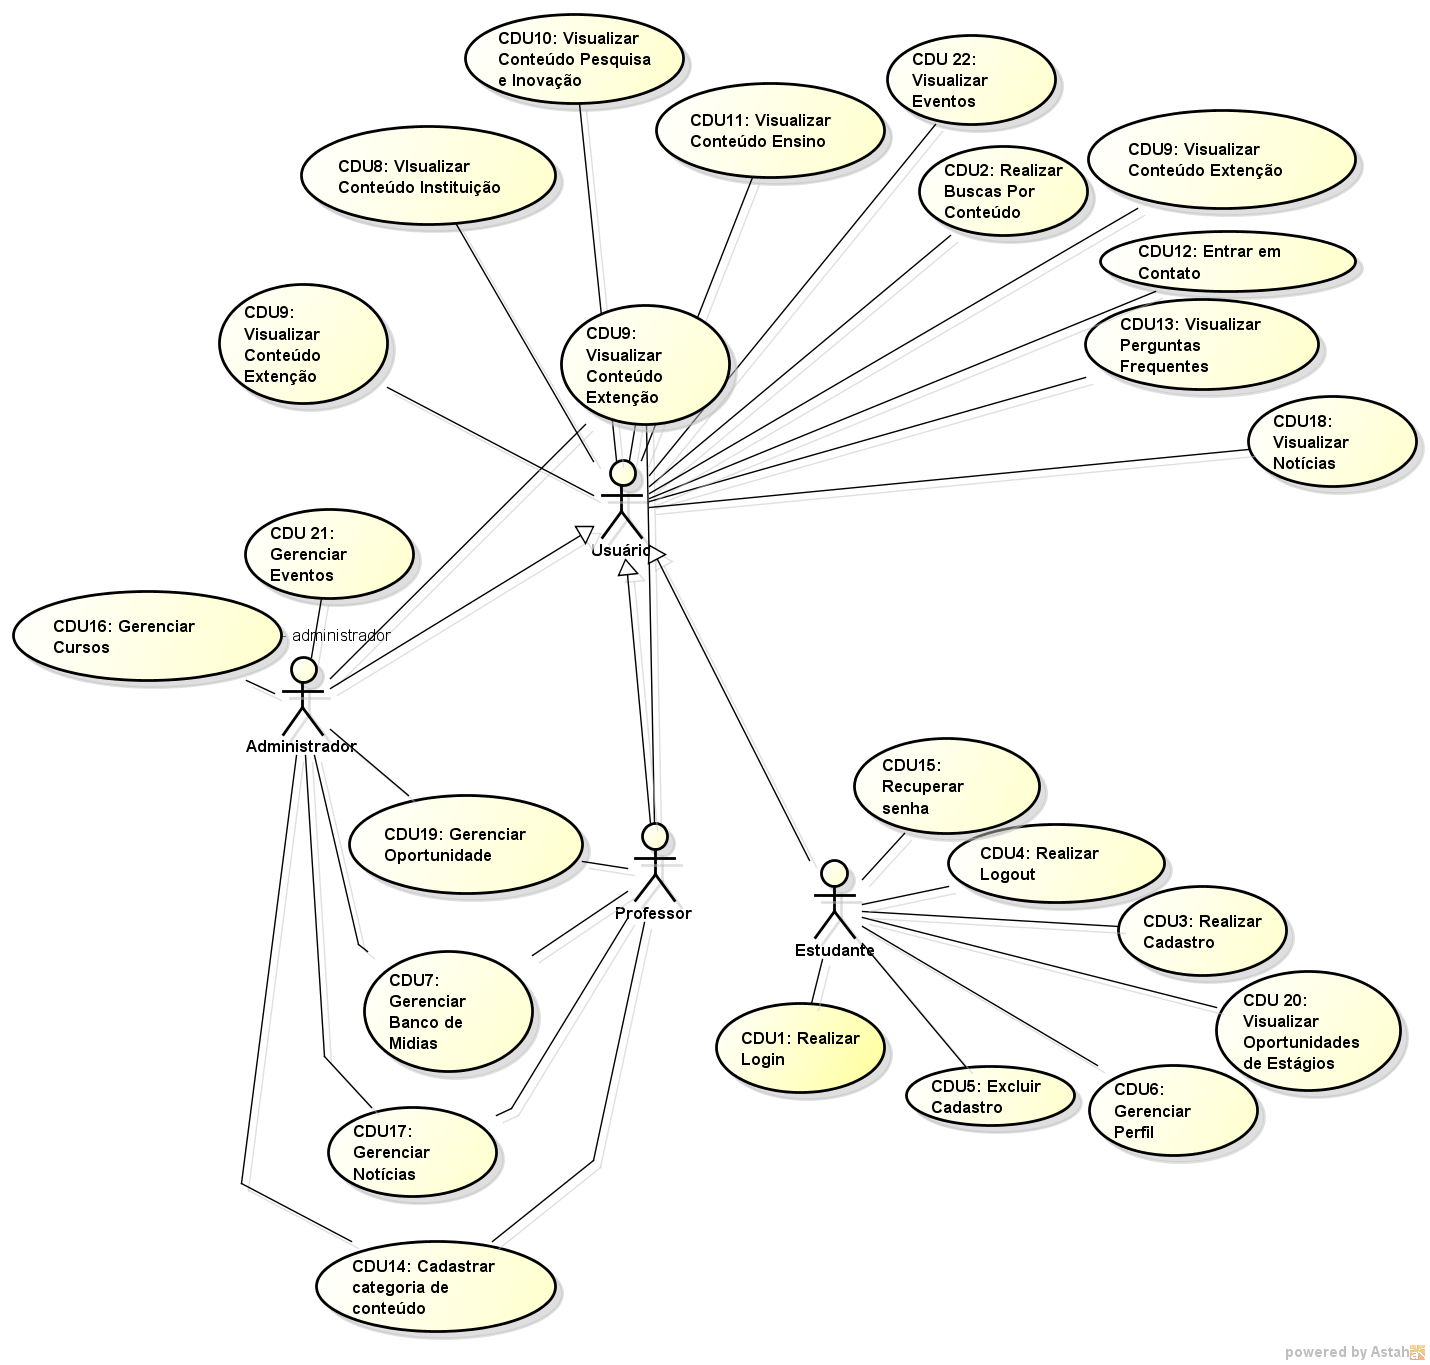 CDU10: Visualizar
Conteúdo Pesquisa
e Inovação
CDU 22:
Visualizar
Eventos
CDU11: Visualizar
Conteúdo Ensino
CDU8: VIsualizar
Conteúdo Instituição
CDU2: Realizar
Buscas Por
Conteúdo
CDU9: Visualizar
Conteúdo Extenção
CDU12: Entrar em
Contato
CDU9:
Visualizar
Conteúdo
Extenção
CDU9:
Visualizar
Conteúdo
Extenção
CDU13: Visualizar
Perguntas
Frequentes
CDU18:
Visualizar
Notícias
Usuário
CDU 21:
Gerenciar
Eventos
CDU16: Gerenciar
Cursos
- administrador
Administrador
CDU19: Gerenciar
Oportunidade
Professor
CDU15:
Recuperar
senha
CDU4: Realizar
Logout
CDU3: Realizar
Cadastro
Estudante
CDU7:
Gerenciar
Banco de
Midias
CDU 20:
Visualizar
Oportunidades
de Estágios
CDU1: Realizar
Login
CDU5: Excluir
Cadastro
CDU6:
Gerenciar
Perfil
CDU17:
Gerenciar
Notícias
CDU14: Cadastrar
categoria de
conteúdo
powered by Astah